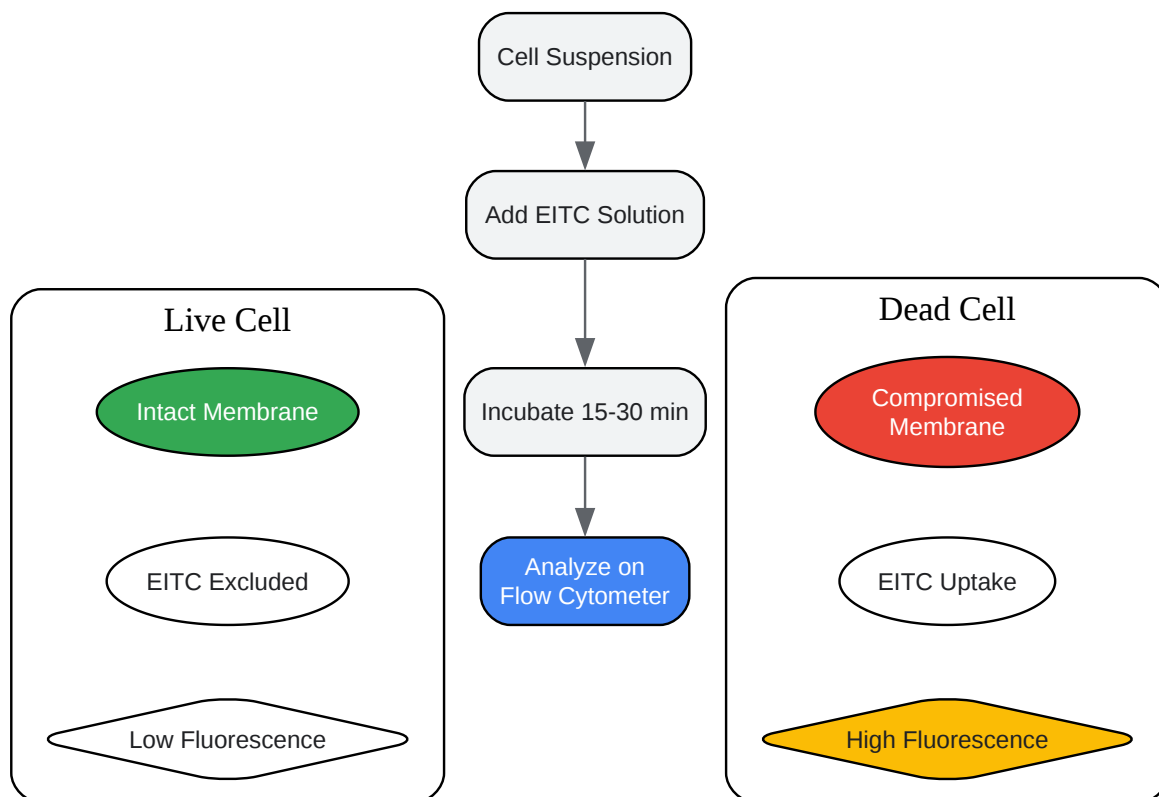 Cell Suspension
Add EITC Solution
Live Cell
Intact Membrane
EITC Excluded
Low Fluorescence
Incubate 15-30 min
Analyze on
Flow Cytometer
Dead Cell
Compromised
Membrane
EITC Uptake
High Fluorescence